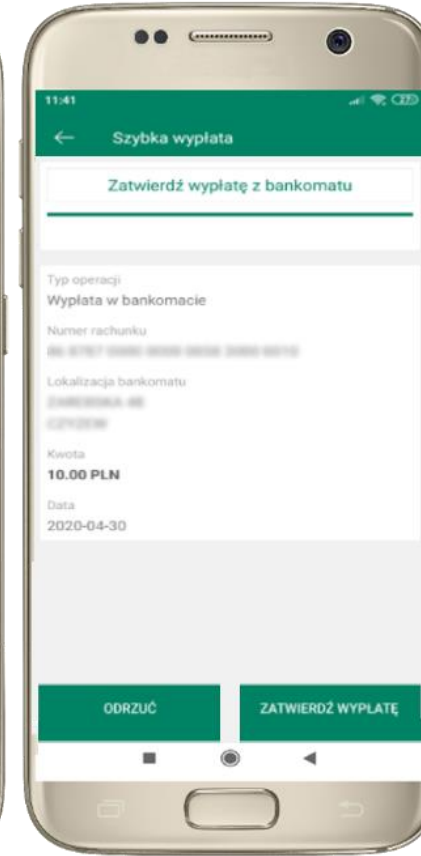 11:41
Szybka wypłata
Zatwierdź wypłatę z bankomatu
Typ operacji
Wypłata w bankomacie
Numer rachunku
Lokalizacja bankomatu
Kwota
10.00 PLN
Data
2020-04-30
ODRZUĆ
ZATWIERDŹ WYPŁATĘ